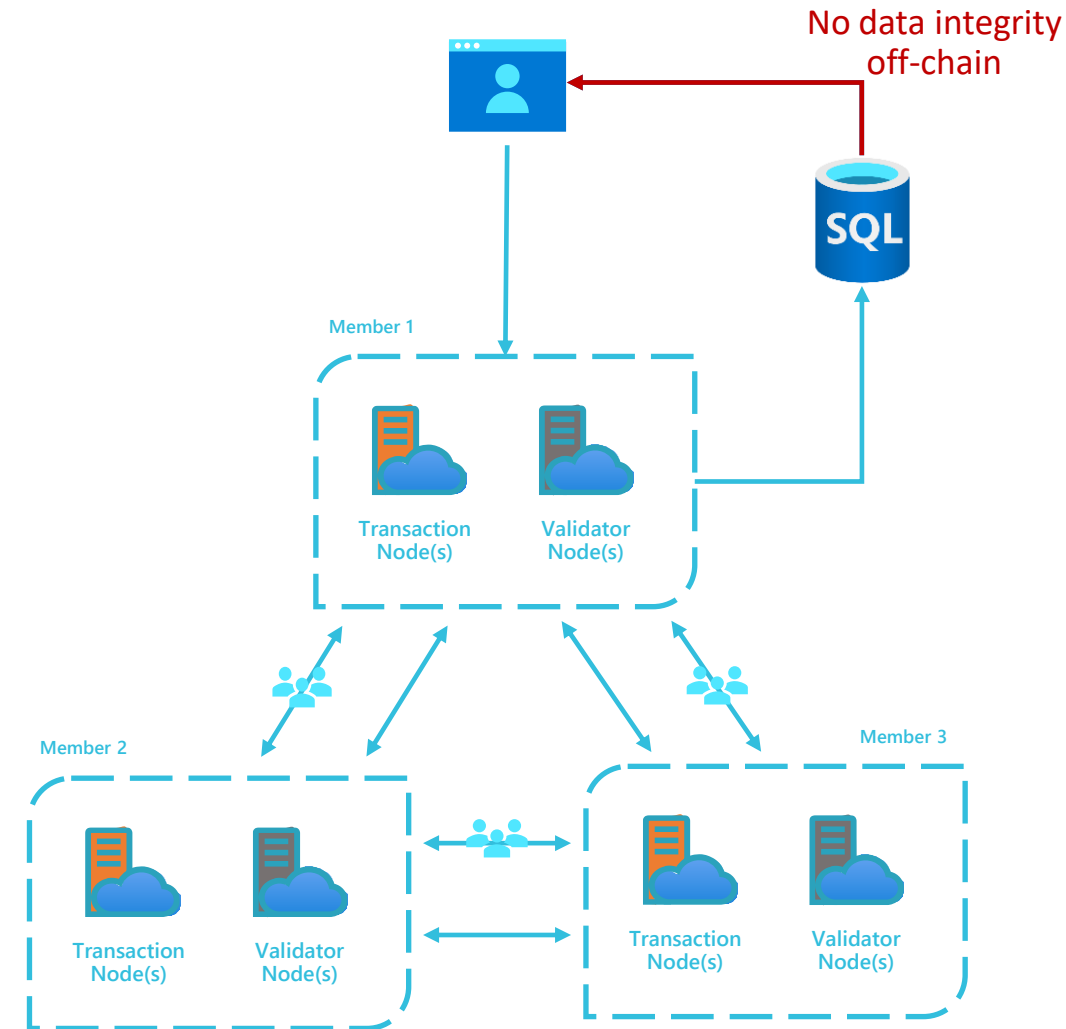 No data integrity
off-chain
SQL
Member 1
Transaction
Node(s)
Validator
Node(s)
Member 2
Member 3
Transaction
Node(s)
Validator
Node(s)
Transaction
Node(s)
Validator
Node(s)